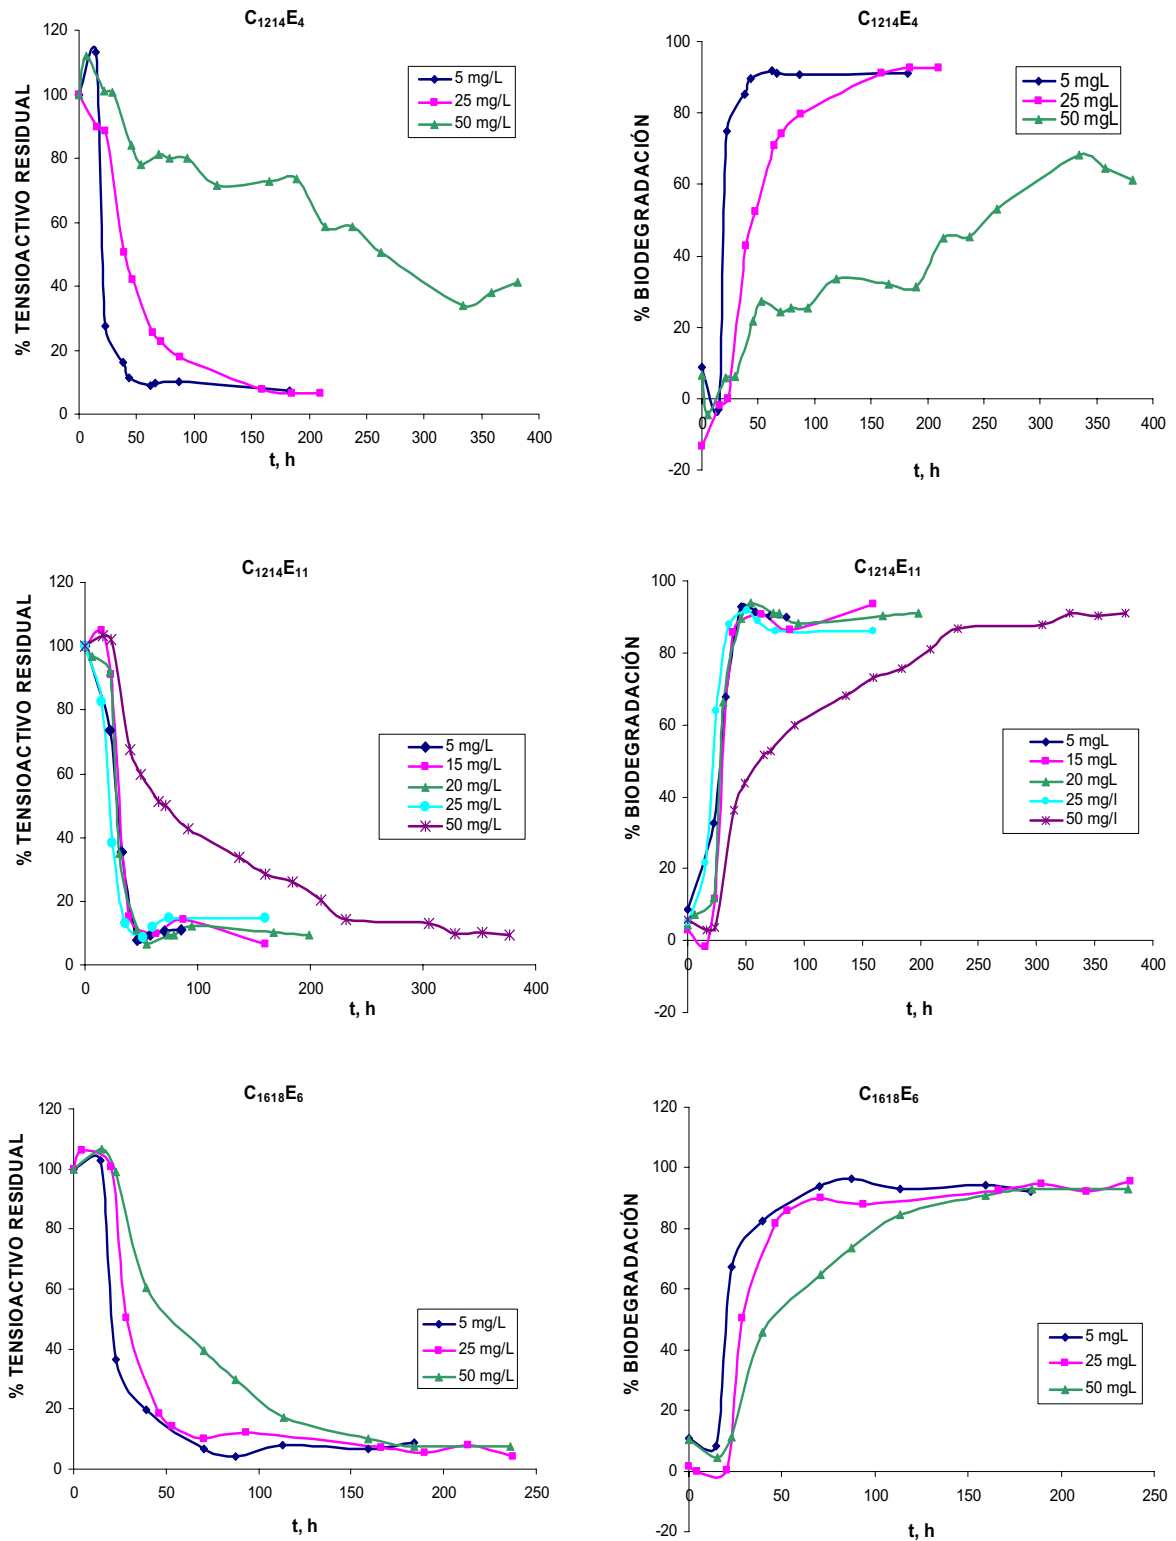 C1214E4
% TENSIOACTIVO RESIDUAL
120
100
80
60
40
20
0
0 50 100 150 200 250 300 350 400
t, h
5 mg/L
25 mg/L
50 mg/L
C1214E4
% BIODEGRADACIÓN
100
80
60
40
20
0
-20
0 50 100 150 200 250 300 350 400
t, h
5 mgL
25 mgL
50 mgL
C1214E11
% TENSIOACTIVO RESIDUAL
120
100
80
60
40
20
0
0 100 200 300 400
t, h
5 mg/L
15 mg/L
20 mg/L
25 mg/L
50 mg/L
C1214E11
% BIODEGRADACIÓN
100
80
60
40
20
0
-20
0 50 100 150 200 250 300 350 400
t, h
5 mgL
15 mgL
20 mgL
25 mg/l
50 mg/l
C1618E6
% TENSIOACTIVO RESIDUAL
120
100
80
60
40
20
0
0 50 100 150 200 250
t, h
5 mg/L
25 mg/L
50 mg/L
C1618E6
% BIODEGRADACIÓN
120
100
80
60
40
20
0
-20
0 50 100 150 200 250
t, h
5 mgL
25 mgL
50 mgL